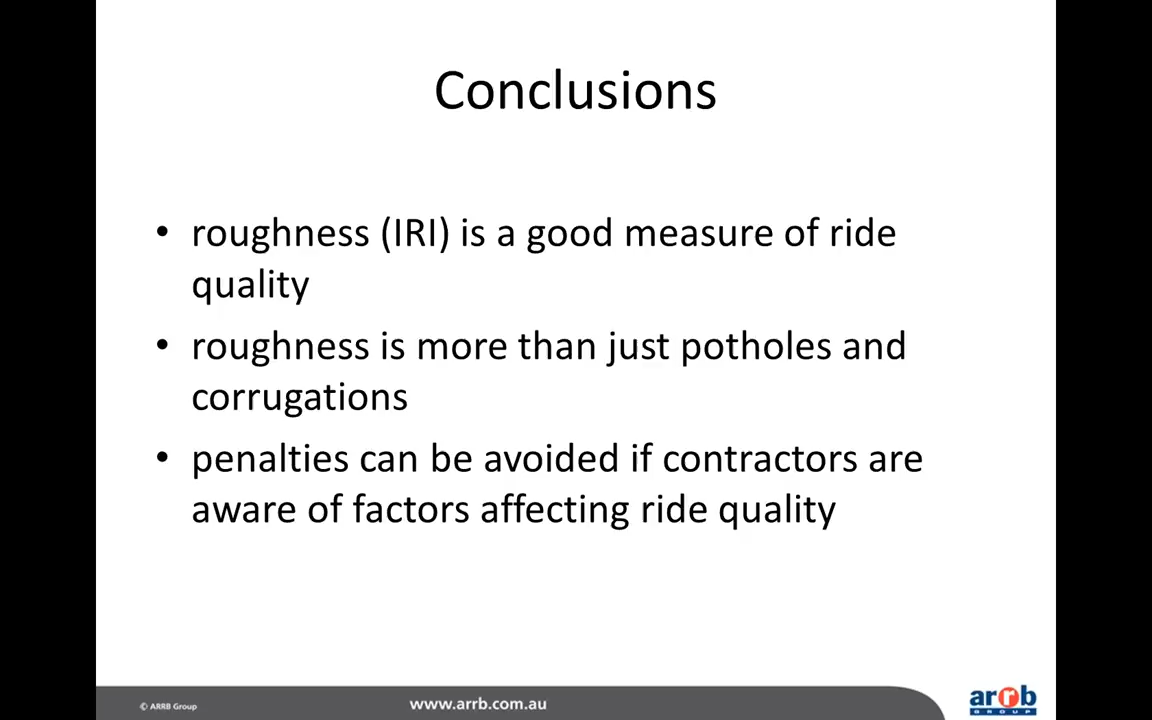 Conclusions
• roughness (IRI) is a good measure of ride
quality
• roughness is more than just potholes and
corrugations
• penalties can be avoided if contractors are
aware of factors affecting ride quality
© ARRB Group
www.arrb.com.au
arrb
GROUP